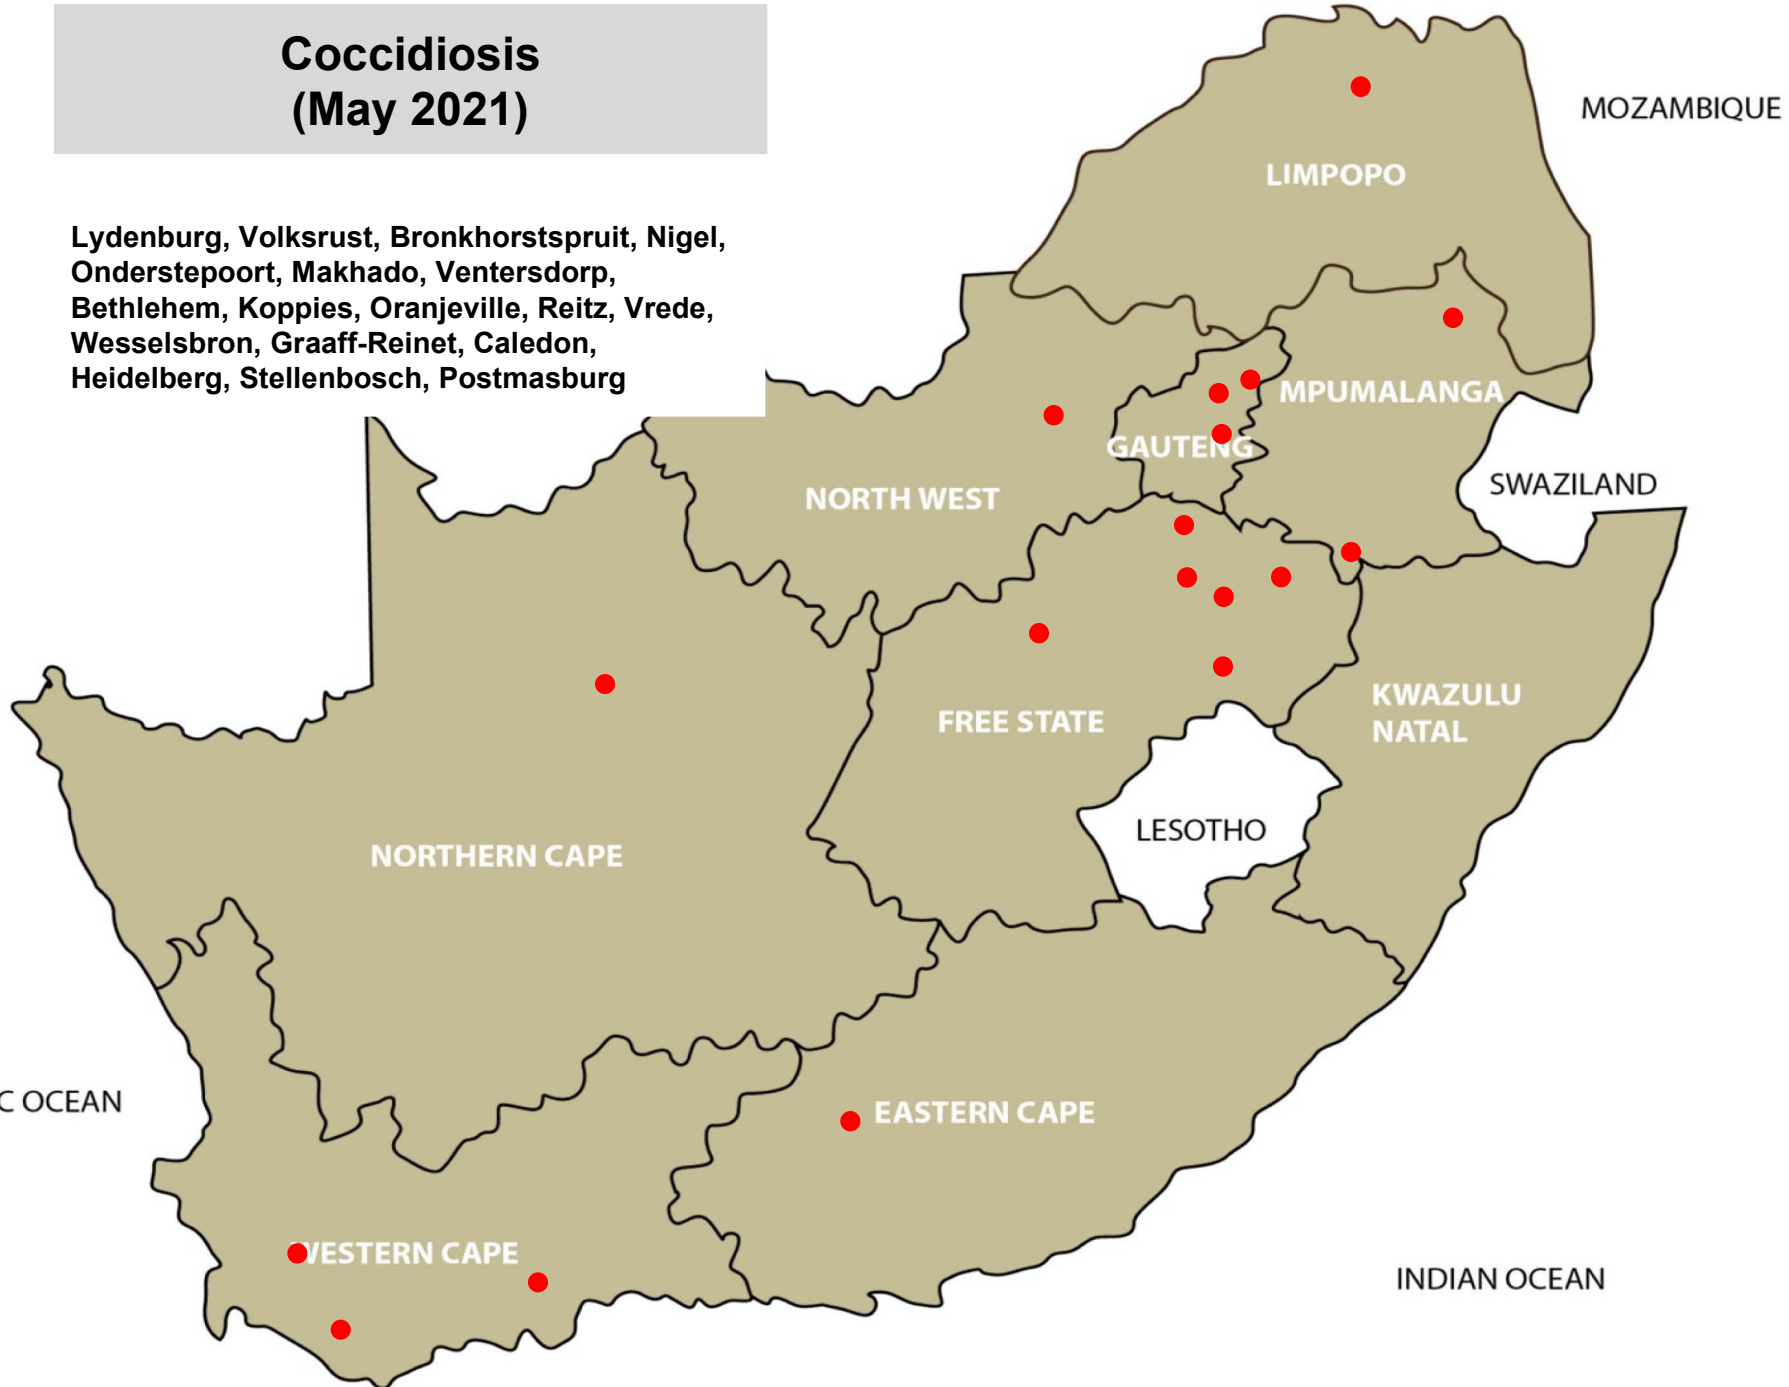 Coccidiosis
(May 2021)
Lydenburg, Volksrust, Bronkhorstspruit, Nigel,
Onderstepoort, Makhado, Ventersdorp,
Bethlehem, Koppies, Oranjeville, Reitz, Vrede,
Wesselsbron, Graaff-Reinet, Caledon,
Heidelberg, Stellenbosch, Postmasburg
MOZAMBIQUE
LIMPOPO
MPUMALANGA
GAUTENG
SWAZILAND
NORTH WEST
KWAZULU
NATAL
FREE STATE
LESOTHO
NORTHERN CAPE
C OCEAN
EASTERN CAPE
WESTERN CAPE
INDIAN OCEAN